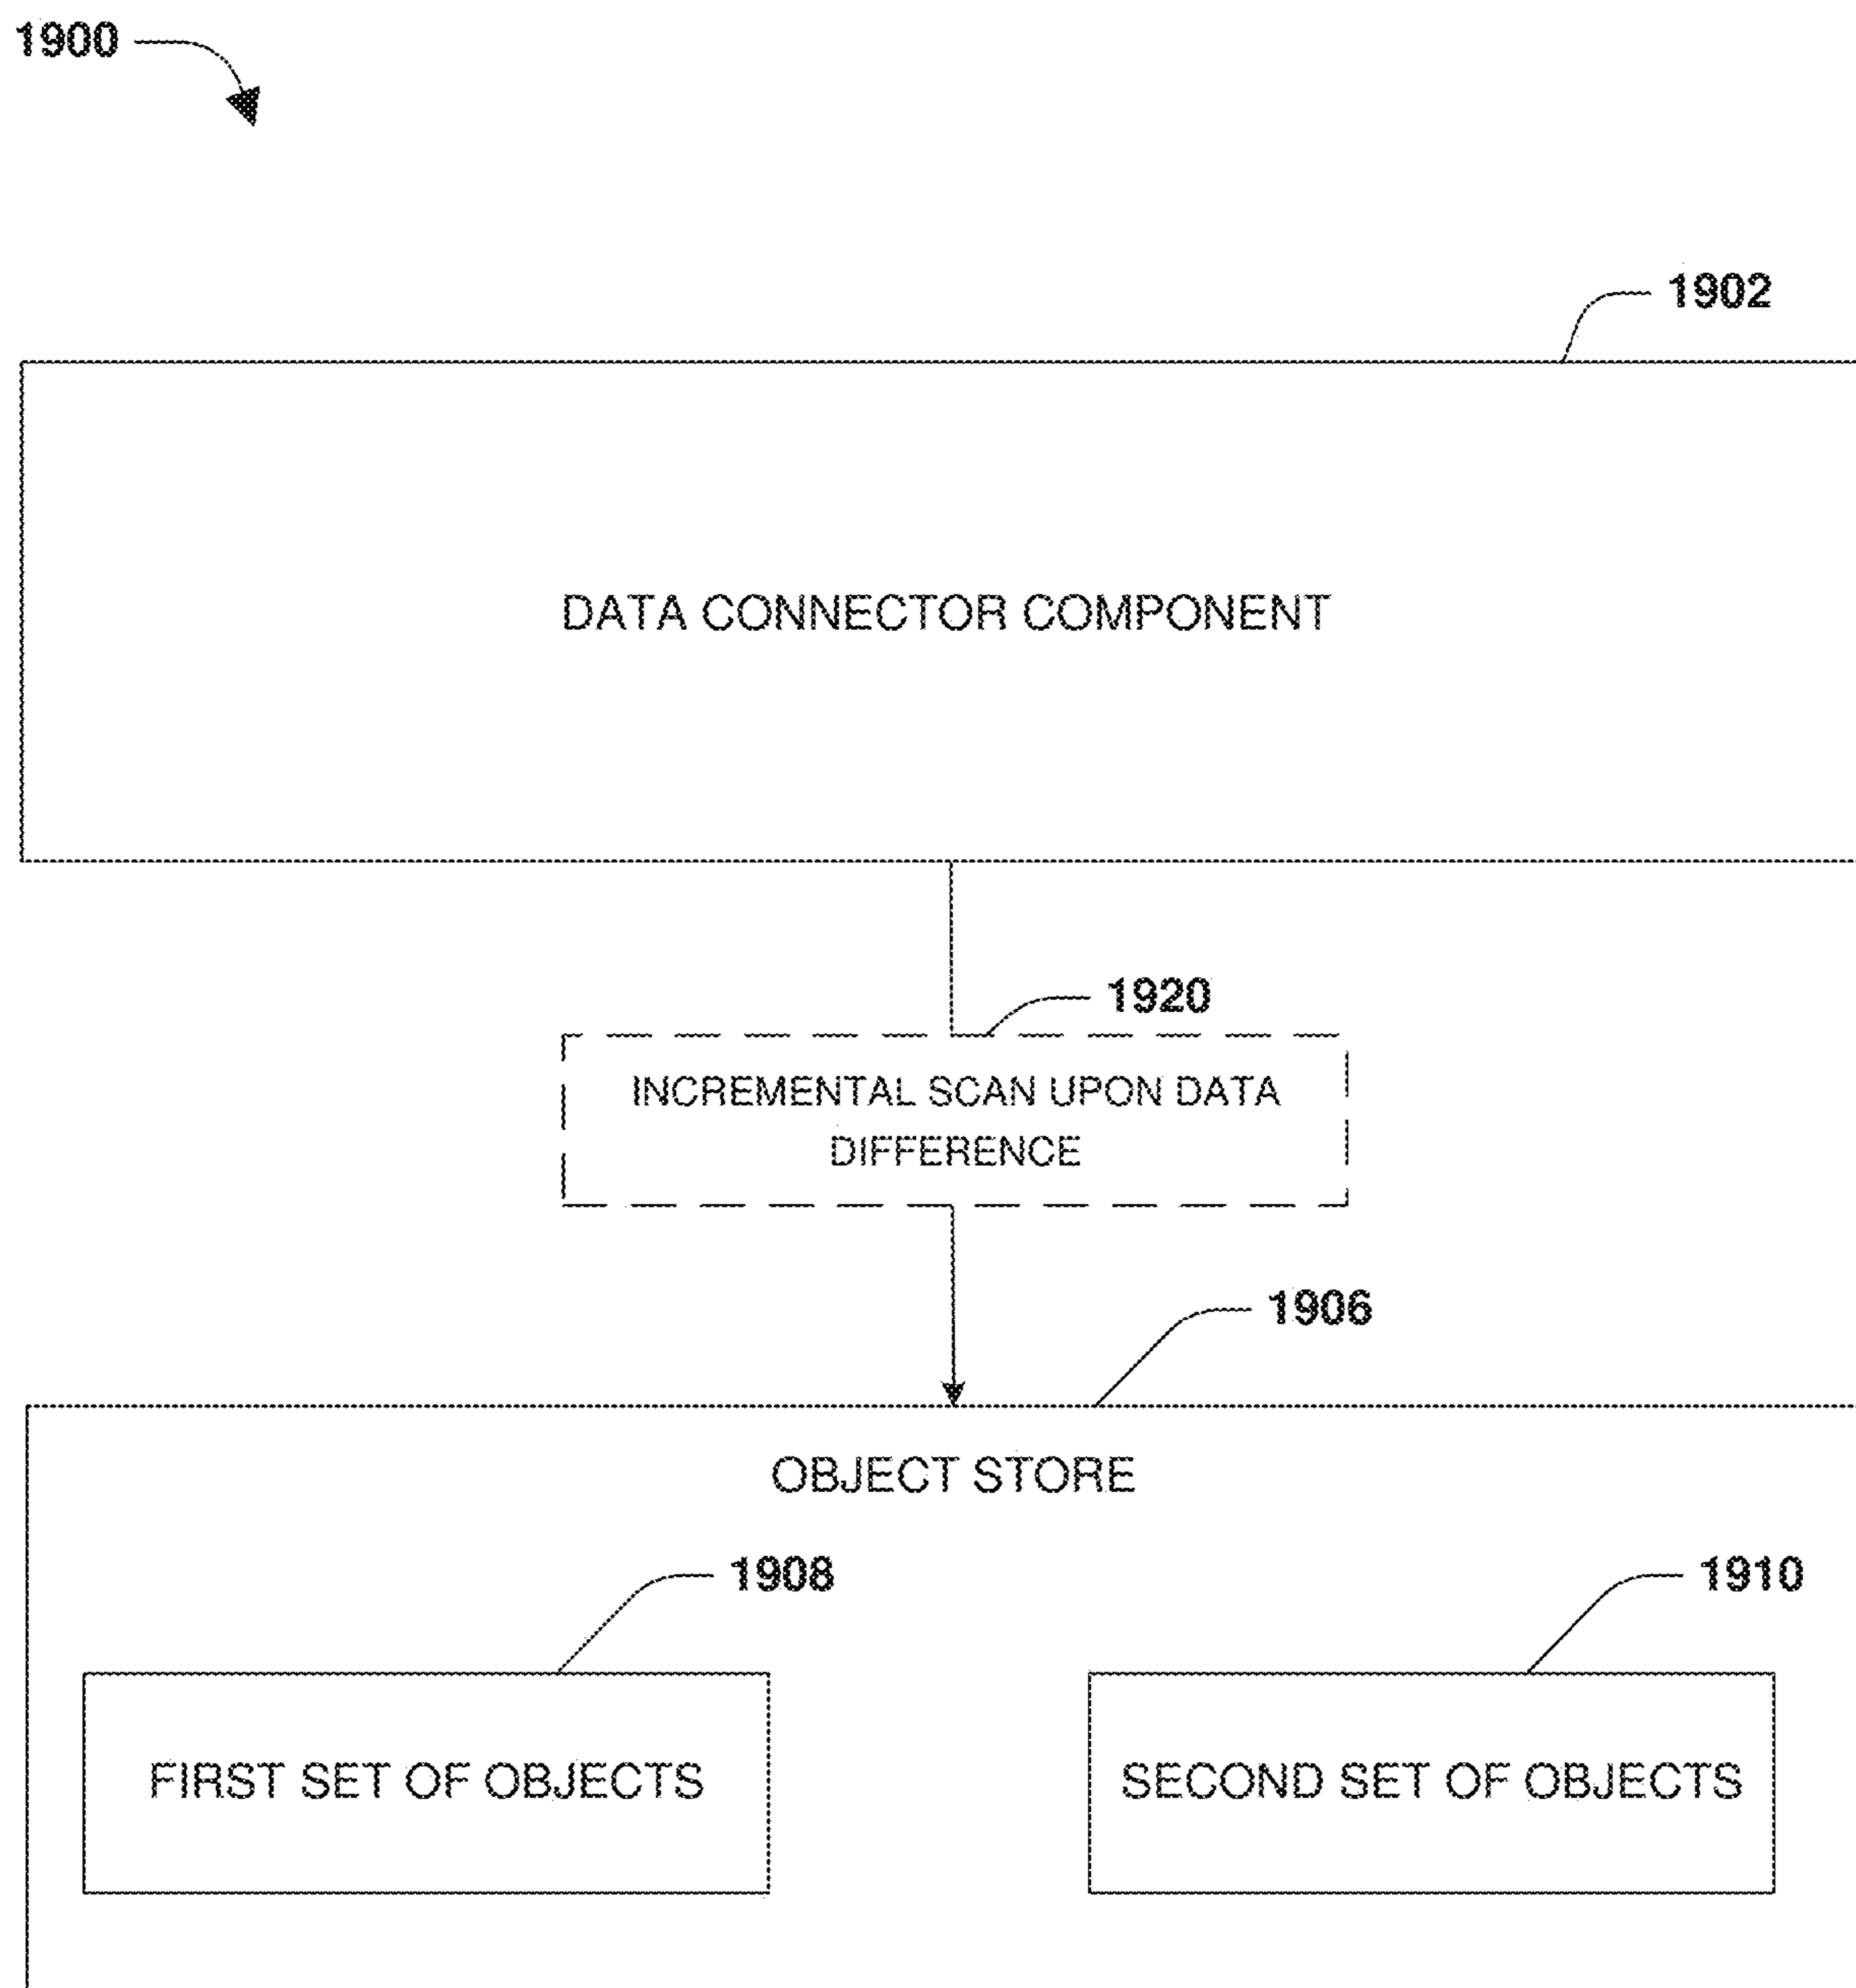 1900
1902
DATA CONNECTOR COMPONENT
1920
INCREMENTAL SCAN UPON DATA
DIFFERENCE
1906
OBJECT STORE
1908
1910
FIRST SET OF OBJECTS
SECOND SET OF OBJECTS